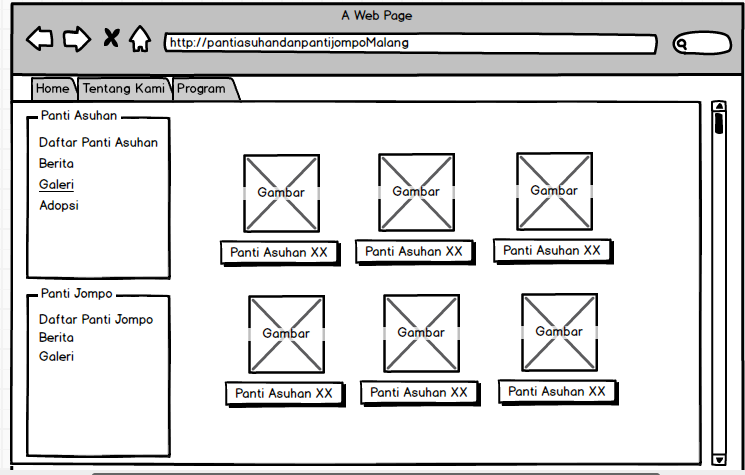 A Web Page
http://pantiasuhandanpantijompoMalang
Home Tentang Kami Program
Panti Asuhan
Daftar Panti Asuhan
Berita
Galeri
Adopsi
Gambar Gambar Gambar
Panti Asuhan XX Panti Asuhan XX Panti Asuhan XX
Panti Jompo
Daftar Panti Jompo
Berita
Galeri
Gambar Gambar Gambar
Panti Asuhan XX Panti Asuhan XX Panti Asuhan XX